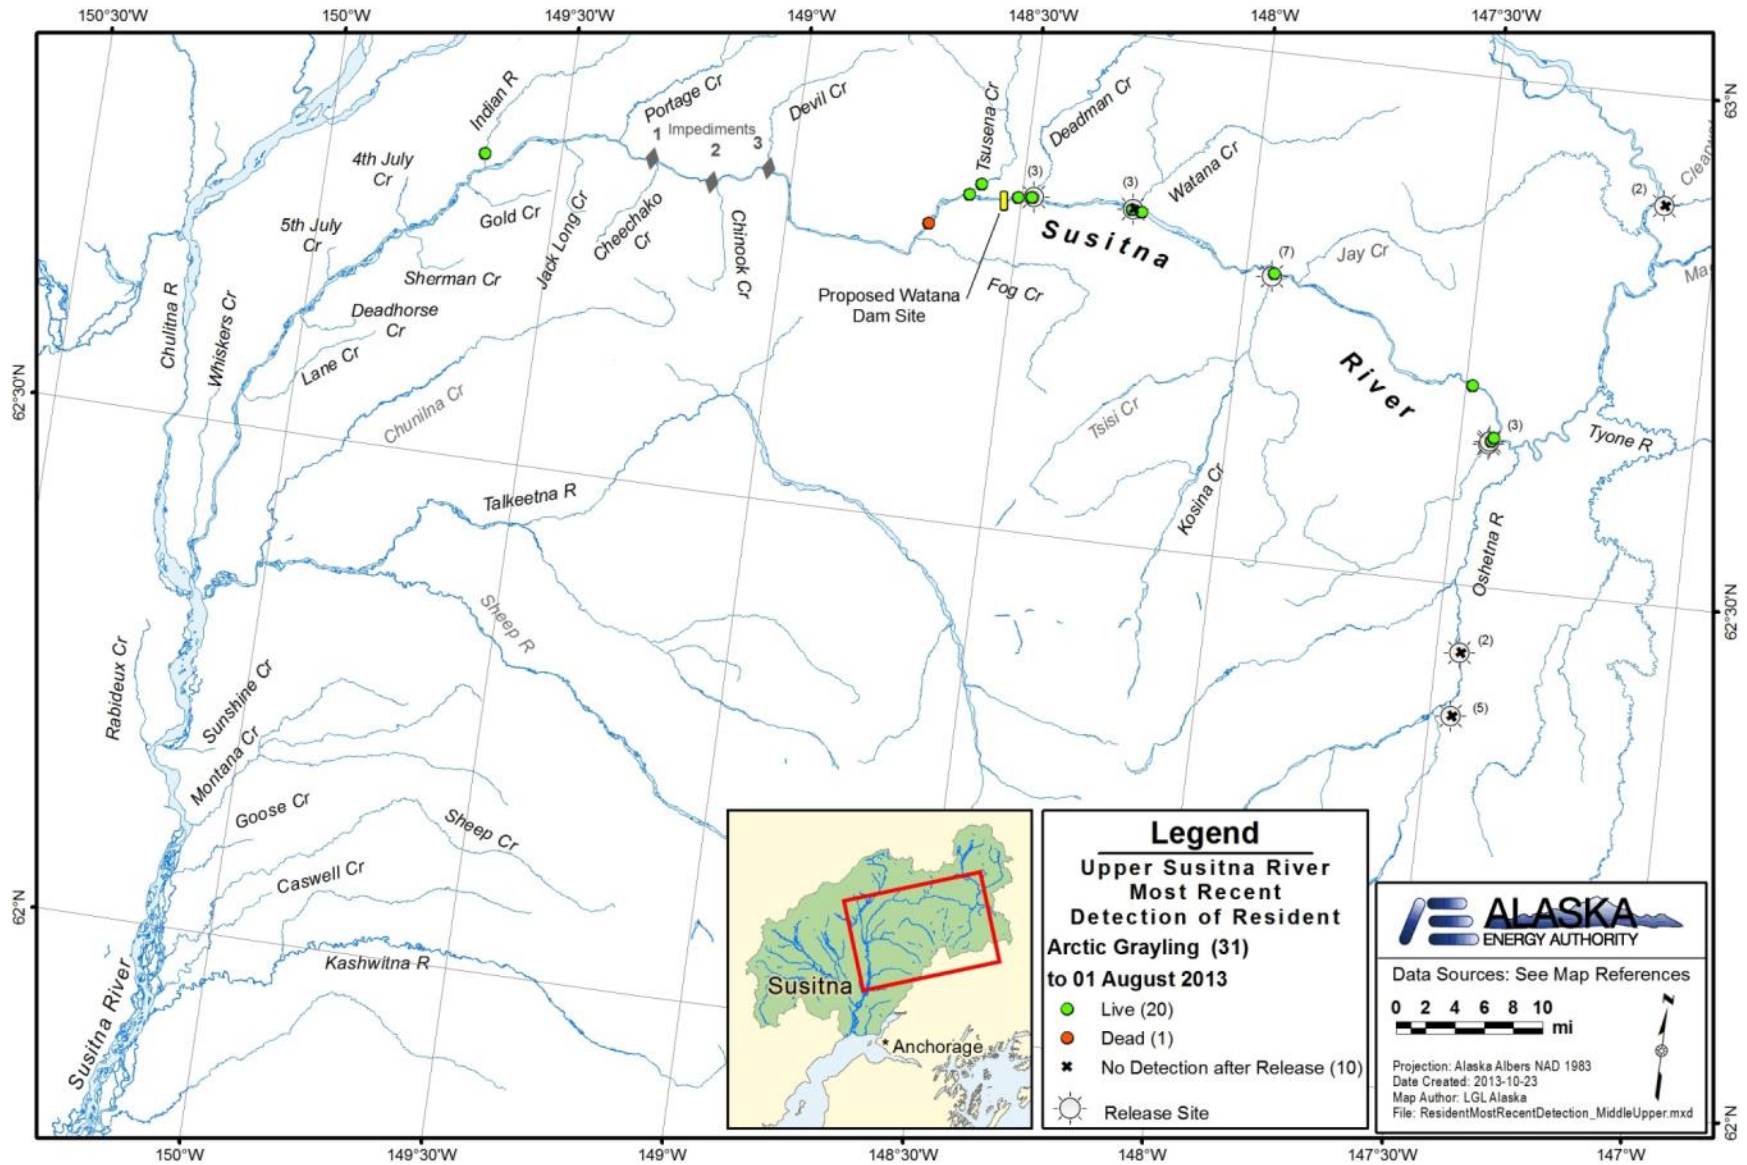 150°30'W
150°W
149°30'W
149°W
148°30'W
148°W
147°30'W
63°N
62°30'N
62°N
62°30'N
62°N
Indian R
Portage Cr
Devil Cr
1
Impediments
2
3
Tsusena Cr
Deadman Cr
Watana Cr
4th July
Cr
5th July
Cr
Gold Cr
Jack Long Cr
Cheechako
Cr
Chinook Cr
Sherman Cr
Deadhorse
Cr
Lane Cr
Chulitna R
Whiskers Cr
Chunilna Cr
(3)
(3)
(2)
(7)
Susitna
River
Jay Cr
Fog Cr
Proposed Watana
Dam Site
Tsisi Cr
Kosina Cr
(3)
Tyone R
Oshetna R
(2)
(5)
Talkeetna R
Sheep R
Rabideux Cr
Sunshine Cr
Montana Cr
Goose Cr
Sheep Cr
Caswell Cr
Kashwitna R
Susitna River
Susitna
Anchorage
Legend
Upper Susitna River
Most Recent
Detection of Resident
Arctic Grayling (31)
to 01 August 2013
Live (20)
Dead (1)
No Detection after Release (10)
Release Site
ALASKA
ENERGY AUTHORITY
Data Sources: See Map References
0 2 4 6 8 10
mi
N
Projection: Alaska Albers NAD 1983
Date Created: 2013-10-23
Map Author: LGL Alaska
File: ResidentMostRecentDetection_MiddleUpper.mxd
150°W
149°30'W
149°W
148°30'W
148°W
147°30'W
147°W